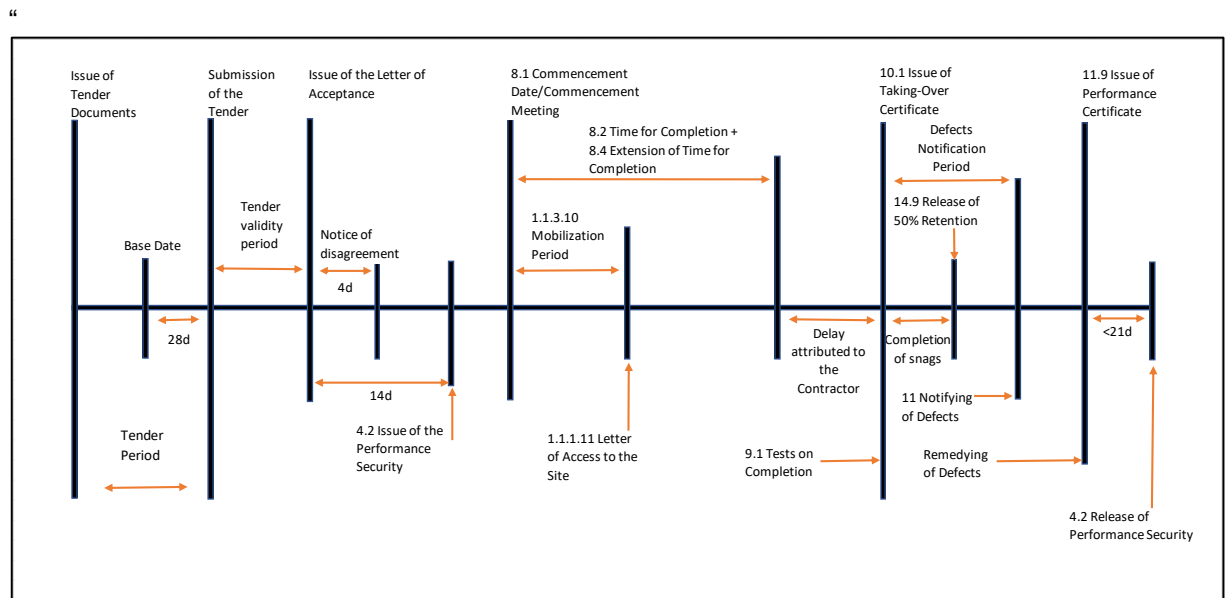 “
Issue of
Tender
Documents
Submission
of the
Tender
Issue of the Letter of
Acceptance
8.1 Commencement
Date/Commencement
Meeting
10.1 Issue of
Taking-Over
Certificate
11.9 Issue of
Performance
Certificate
8.2 Time for Completion +
8.4 Extension of Time for
Completion
Defects
Notification
Period
Tender
validity
period
Base Date
Notice of
disagreement
1.1.3.10
Mobilization
Period
14.9 Release of
50% Retention
4d
28d
14d
Delay
attributed to
the
Contractor
Completion
of snags
<21d
4.2 Issue of the
Performance
Security
1.1.1.11 Letter
of Access to the
Site
11 Notifying
of Defects
Tender
Period
9.1 Tests on
Completion
Remedying
of Defects
4.2 Release of
Performance Security